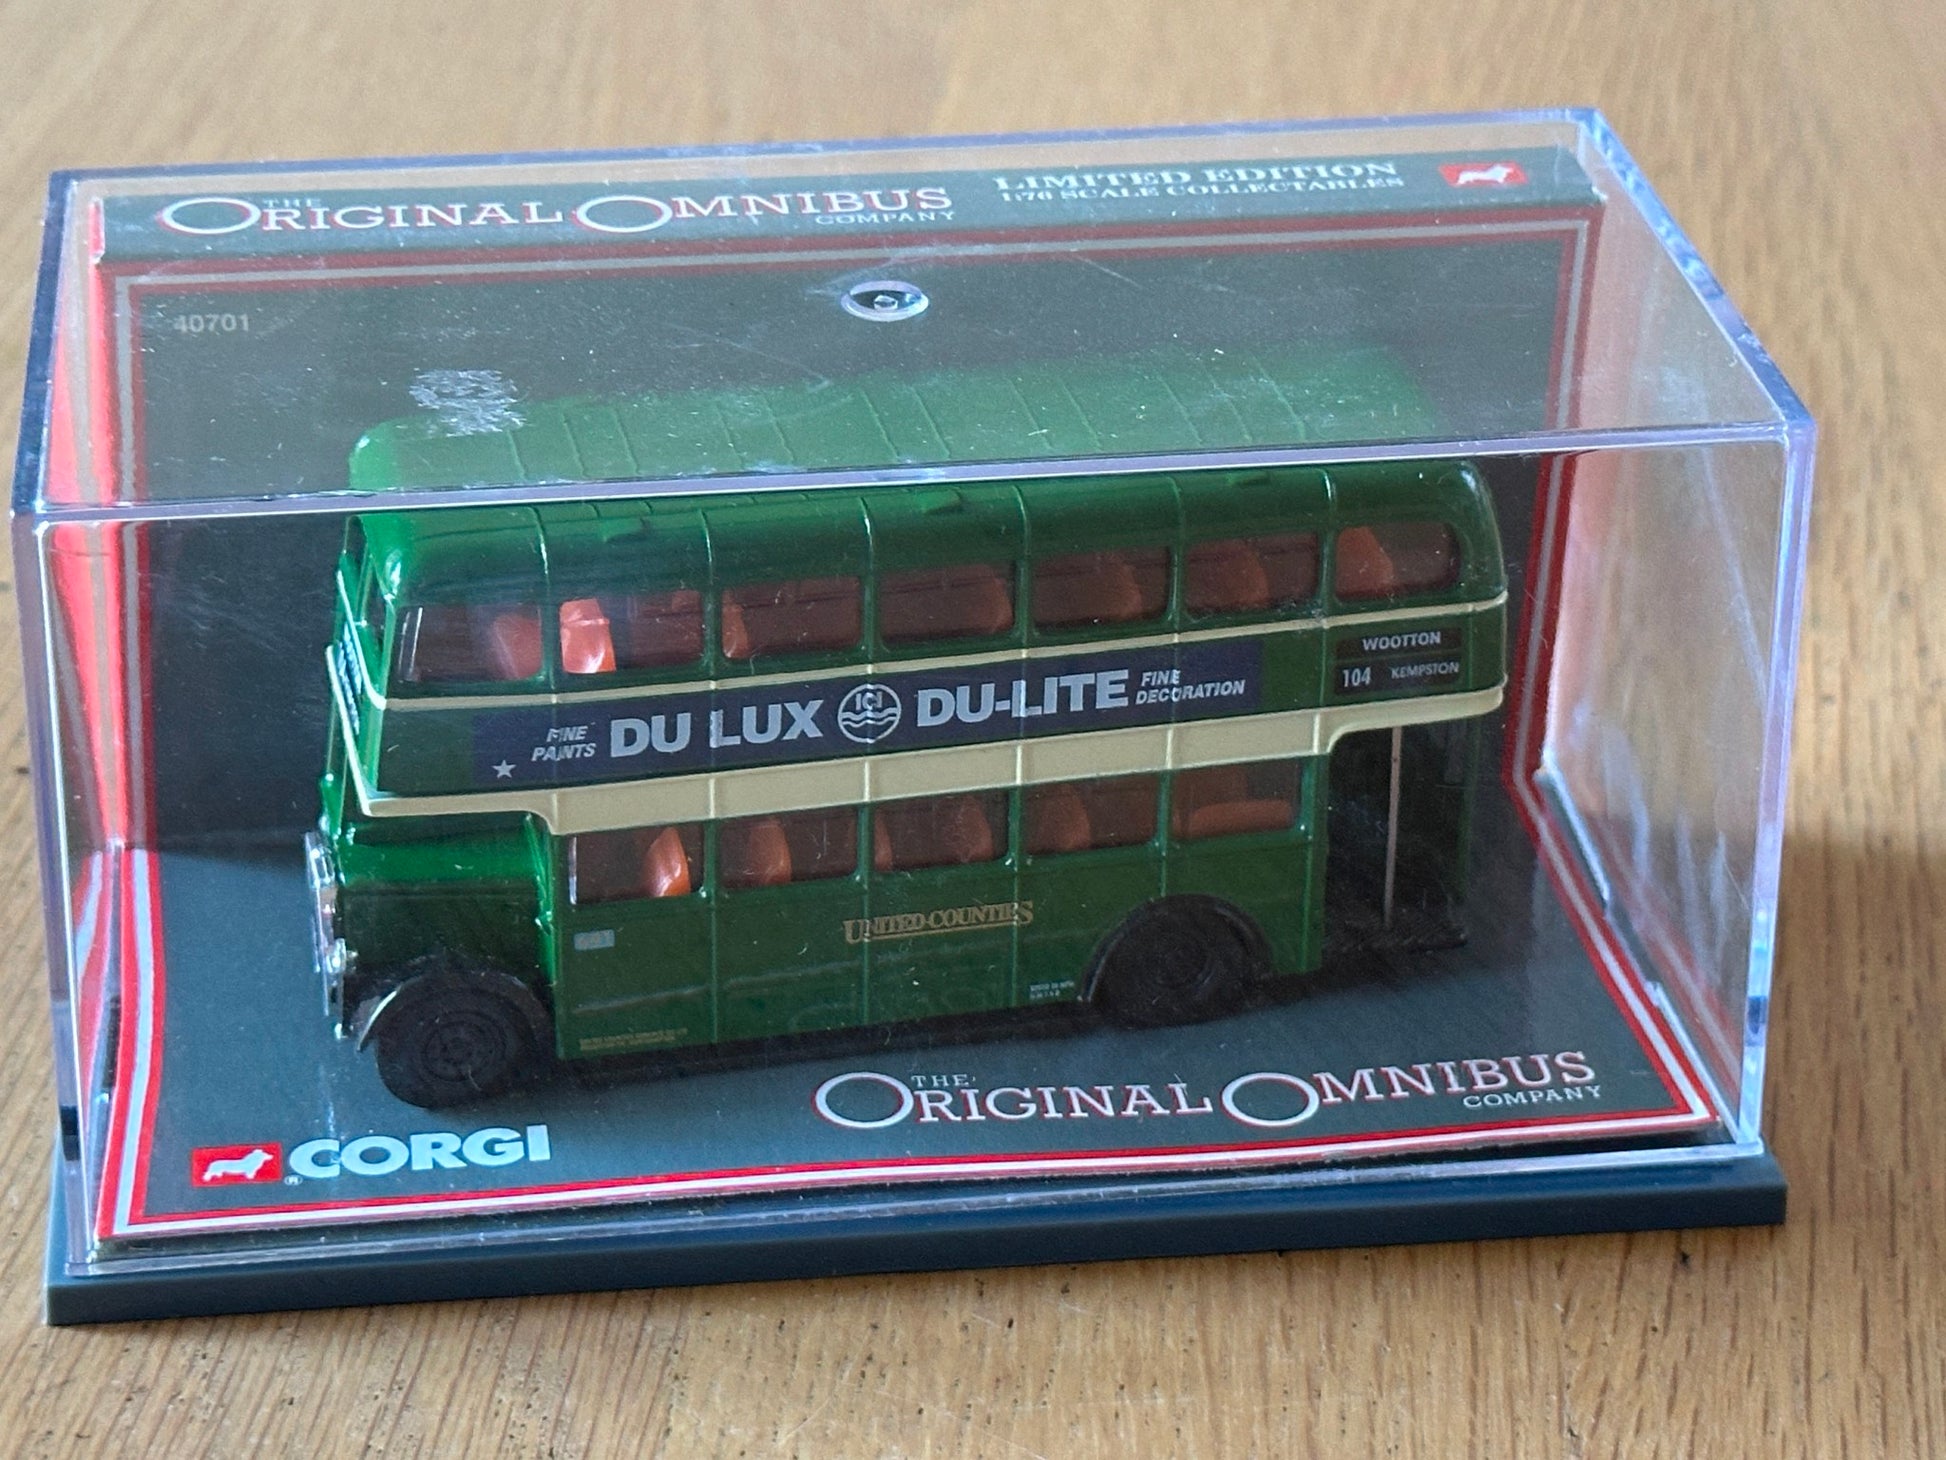 THE
ORIGINAL OMNIBUS
COMPANY
LIMITED EDITION
1:76 SCALE COLLECTABLES
40701
WOOTTON
104 KEMPSTON
FINE
PAINTS
DU LUX
ICI
DU-LITE
FINE
DECORATION
UNITED COUNTIES
THE
ORIGINAL OMNIBUS
COMPANY
CORGI